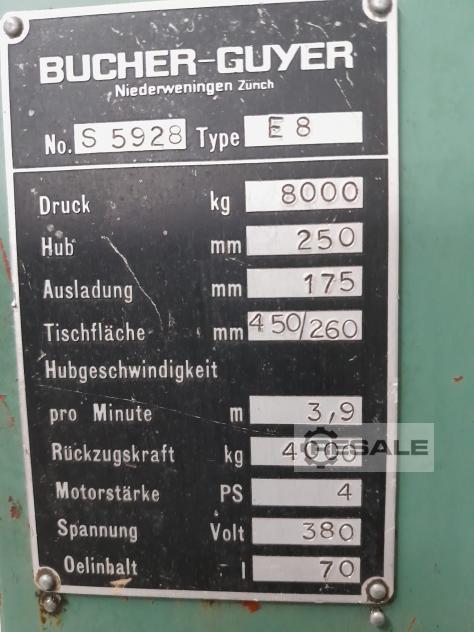 BUCHER-GUYER
Niederweningen Zürich
No. S 5928 Type E 8
Druck kg 8000
Hub mm 250
Ausladung mm 175
Tischfläche mm 450/260
Hubgeschwindigkeit
pro Minute m 3,9
Rückzugskraft kg 4000
Motorstärke PS 4
Spannung Volt 380
Oelinhalt l 70